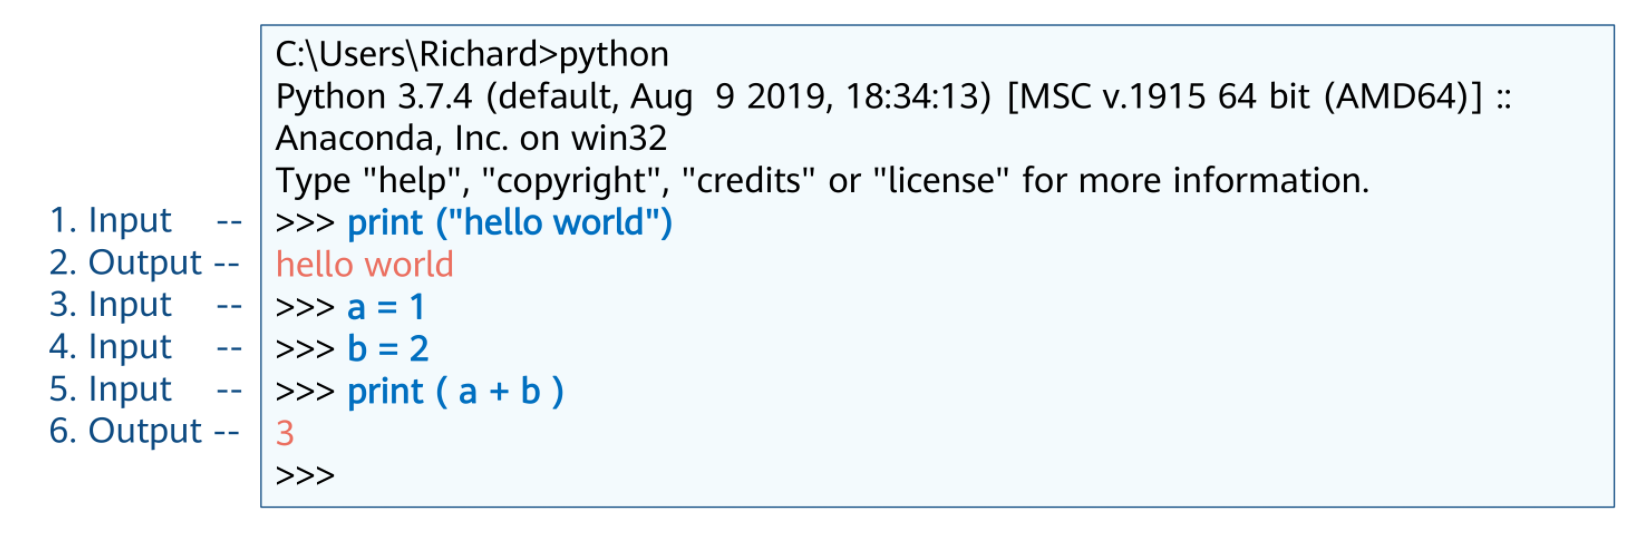 C:\Users\Richard>python
Python 3.7.4 (default, Aug  9 2019, 18:34:13) [MSC v.1915 64 bit (AMD64)] ::
Anaconda, Inc. on win32
Type "help", "copyright", "credits" or "license" for more information.
1. Input -- >>> print ("hello world")
2. Output -- hello world
3. Input -- >>> a = 1
4. Input -- >>> b = 2
5. Input -- >>> print ( a + b )
6. Output -- 3
>>>